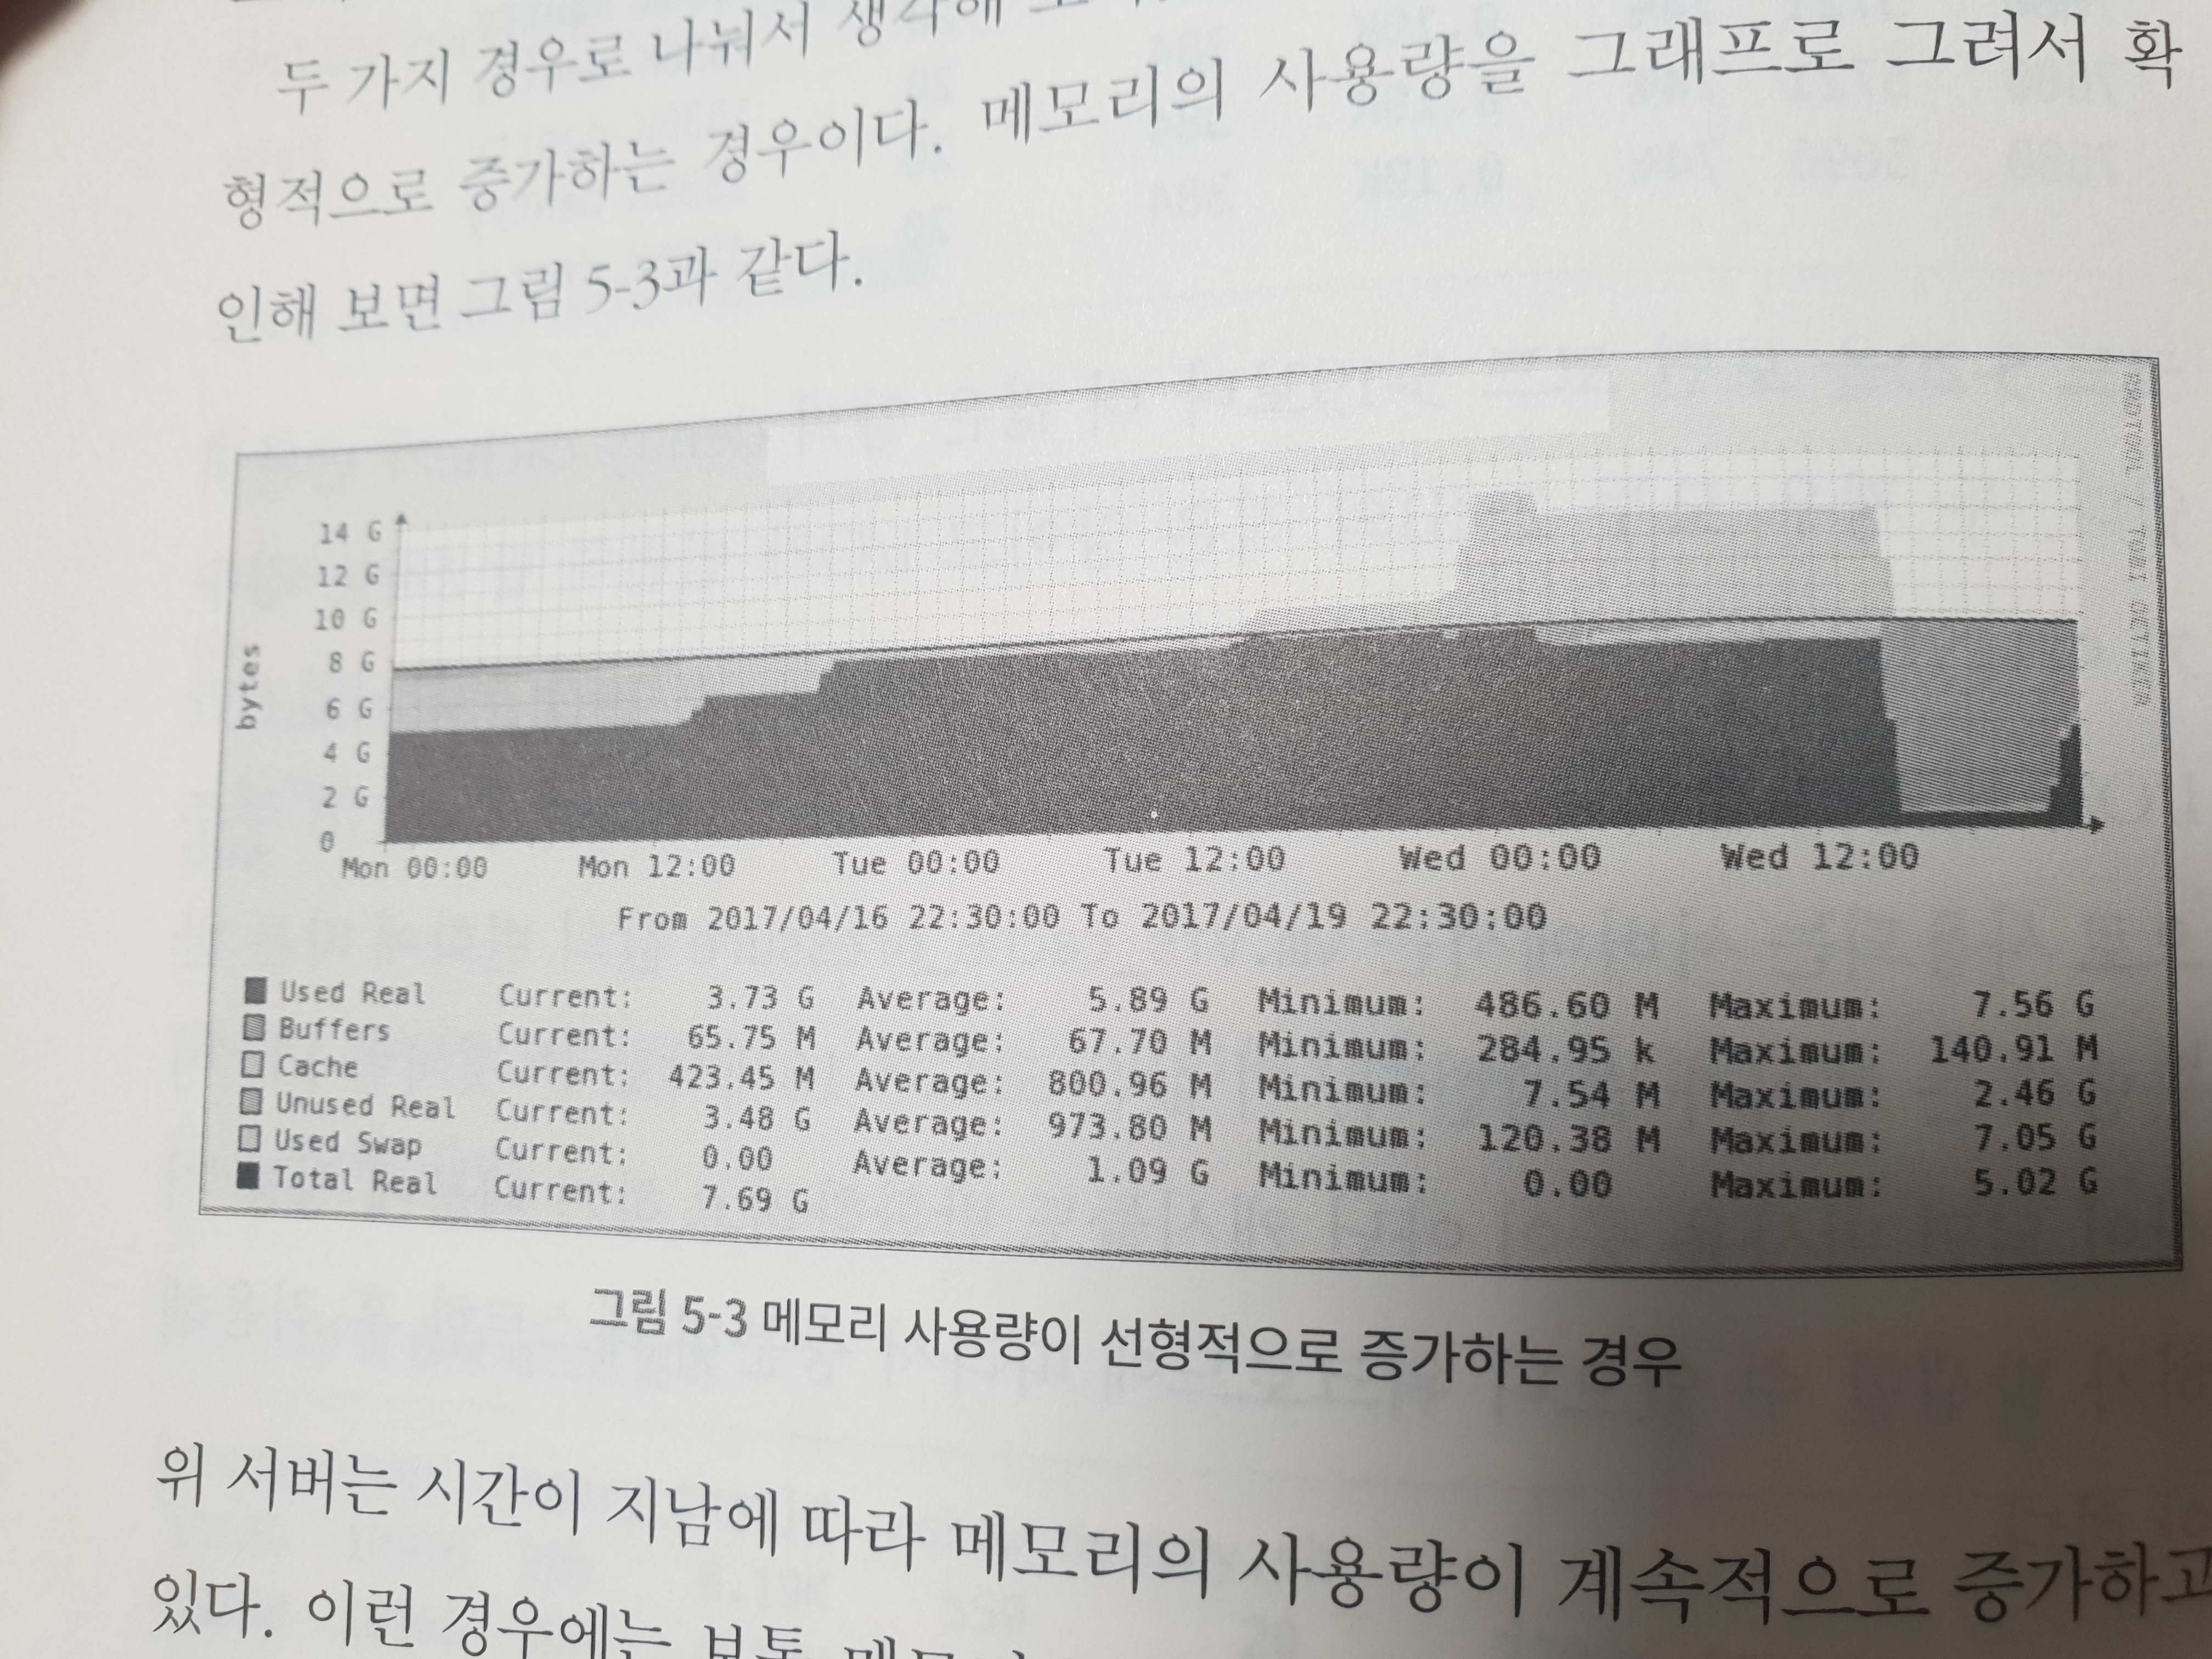 두 가지 경우로 나눠서 생각해
형적으로 증가하는 경우이다. 메모리의 사용량을 그래프로 그려서 확
인해 보면 그림 5-3과 같다.
bytes
14 G
12 G
10 G
8 G
6 G
4 G
2 G
0
Mon 00:00 Mon 12:00 Tue 00:00 Tue 12:00 Wed 00:00 Wed 12:00
From 2017/04/16 22:30:00 To 2017/04/19 22:30:00
Used Real Current: 3.73 G Average: 5.89 G Minimum: 486.60 M Maximum: 7.56 G
Buffers Current: 65.75 M Average: 67.70 M Minimum: 284.95 k Maximum: 140.91 M
Cache Current: 423.45 M Average: 800.96 M Minimum: 7.54 M Maximum: 2.46 G
Unused Real Current: 3.48 G Average: 973.80 M Minimum: 120.38 M Maximum: 7.05 G
Used Swap Current: 0.00 Average: 1.09 G Minimum: 0.00 Maximum: 5.02 G
Total Real Current: 7.69 G
그림 5-3 메모리 사용량이 선형적으로 증가하는 경우
위 서버는 시간이 지남에 따라 메모리의 사용량이 계속적으로 증가하고
있다. 이런 경우에는 보통